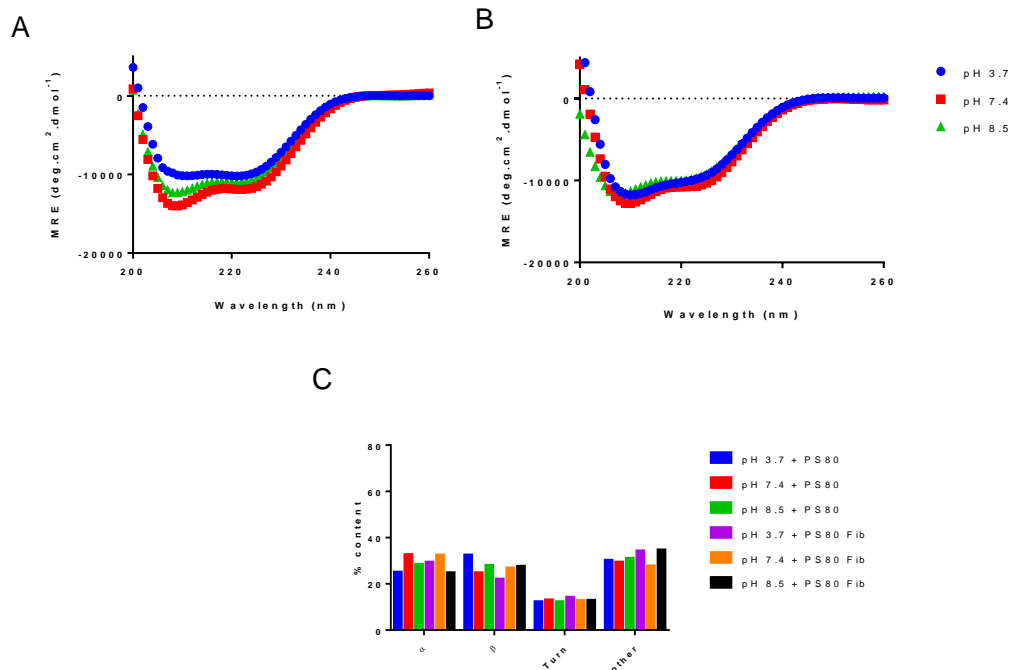 A
0
-10000
-20000
200
220
240
260
MRE (deg.cm².dmol⁻¹)
Wavelength (nm)
B
0
-10000
-20000
200
220
240
260
MRE (deg.cm².dmol⁻¹)
Wavelength (nm)
pH 3.7
pH 7.4
pH 8.5
C
80
60
40
20
0
% content
α
β
Turn
other
pH 3.7 + PS80
pH 7.4 + PS80
pH 8.5 + PS80
pH 3.7 + PS80 Fib
pH 7.4 + PS80 Fib
pH 8.5 + PS80 Fib